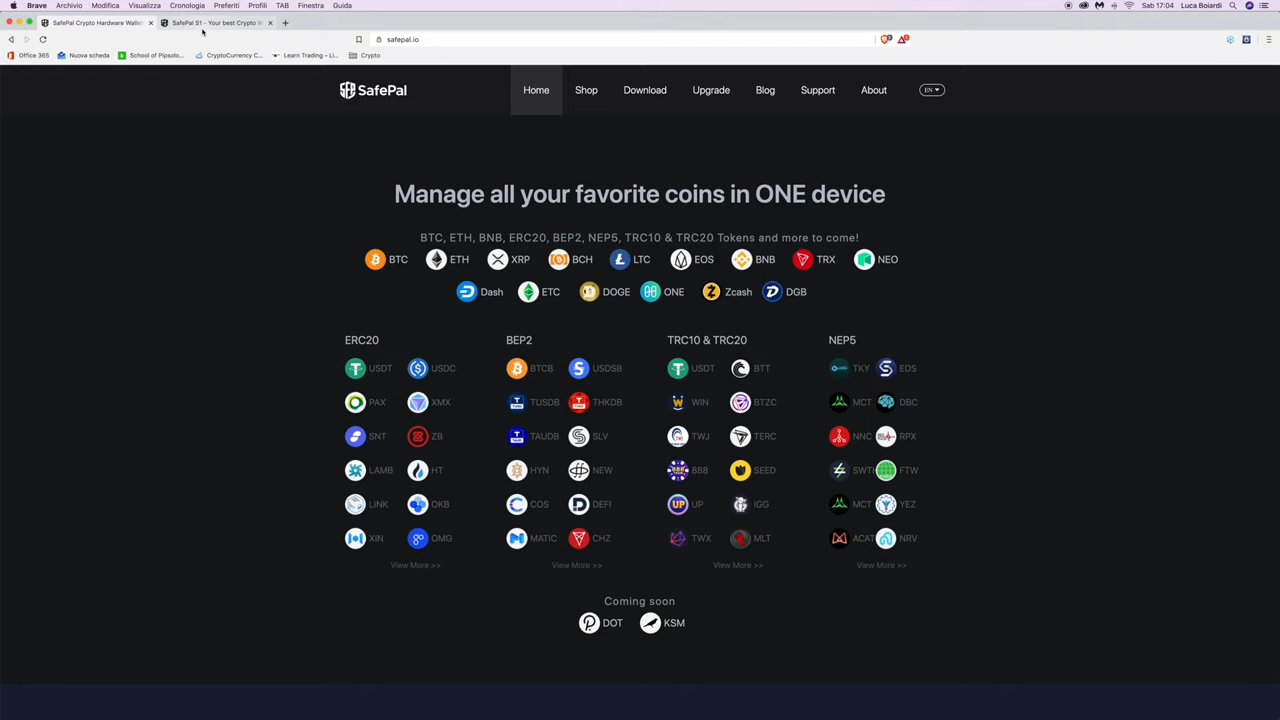 Brave Archivio Modifica Visualizza Cronologia Preferiti Profili TAB Finestra Guida Sab 17:04 Luca Boiardi
SafePal Crypto Hardware Walle SafePal S1 - Your best Crypto W
safepal.io
Office 365 Nuova scheda School of Pipsolo... CryptoCurrency C... Learn Trading – Li... Crypto
SafePal Home Shop Download Upgrade Blog Support About EN
Manage all your favorite coins in ONE device
BTC, ETH, BNB, ERC20, BEP2, NEP5, TRC10 & TRC20 Tokens and more to come!
BTC ETH XRP BCH LTC EOS BNB TRX NEO
Dash ETC DOGE ONE Zcash DGB
ERC20 BEP2 TRC10 & TRC20 NEP5
USDT USDC BTCB USDSB USDT BTT TKY EDS
PAX XMX TUSDB THKDB WIN BTZC MCT DBC
SNT ZB TAUDB SLV TWJ TERC NNC RPX
LAMB HT HYN NEW 888 SEED SWTH FTW
LINK OKB COS DEFI UP IGG MCT YEZ
XIN OMG MATIC CHZ TWX MLT ACAT NRV
View More >> View More >> View More >> View More >>
Coming soon
DOT KSM